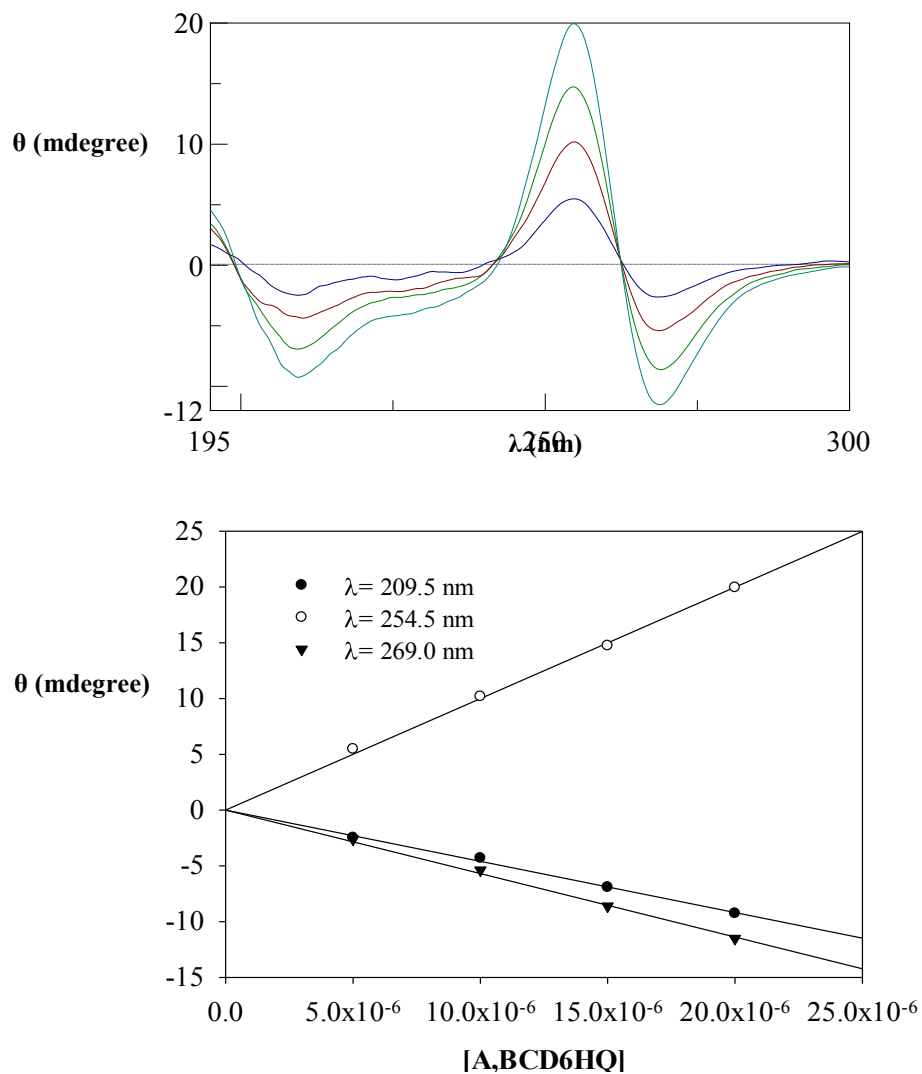 20
θ (mdegree)
10
0
-12
195
250
300
λ (nm)
25
20
15
10
5
0
-5
-10
-15
λ= 209.5 nm
λ= 254.5 nm
λ= 269.0 nm
θ (mdegree)
0.0
5.0x10⁻⁶
10.0x10⁻⁶
15.0x10⁻⁶
20.0x10⁻⁶
25.0x10⁻⁶
[A,BCD6HQ]